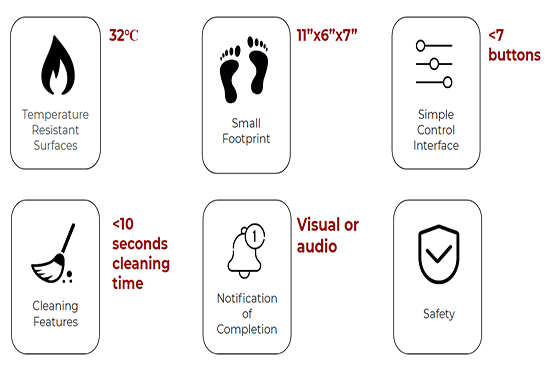 32℃
Temperature
Resistant
Surfaces
11”x6”x7”
Small
Footprint
<7
buttons
Simple
Control
Interface
<10
seconds
cleaning
time
Cleaning
Features
Visual or
audio
1
Notification
of
Completion
Safety